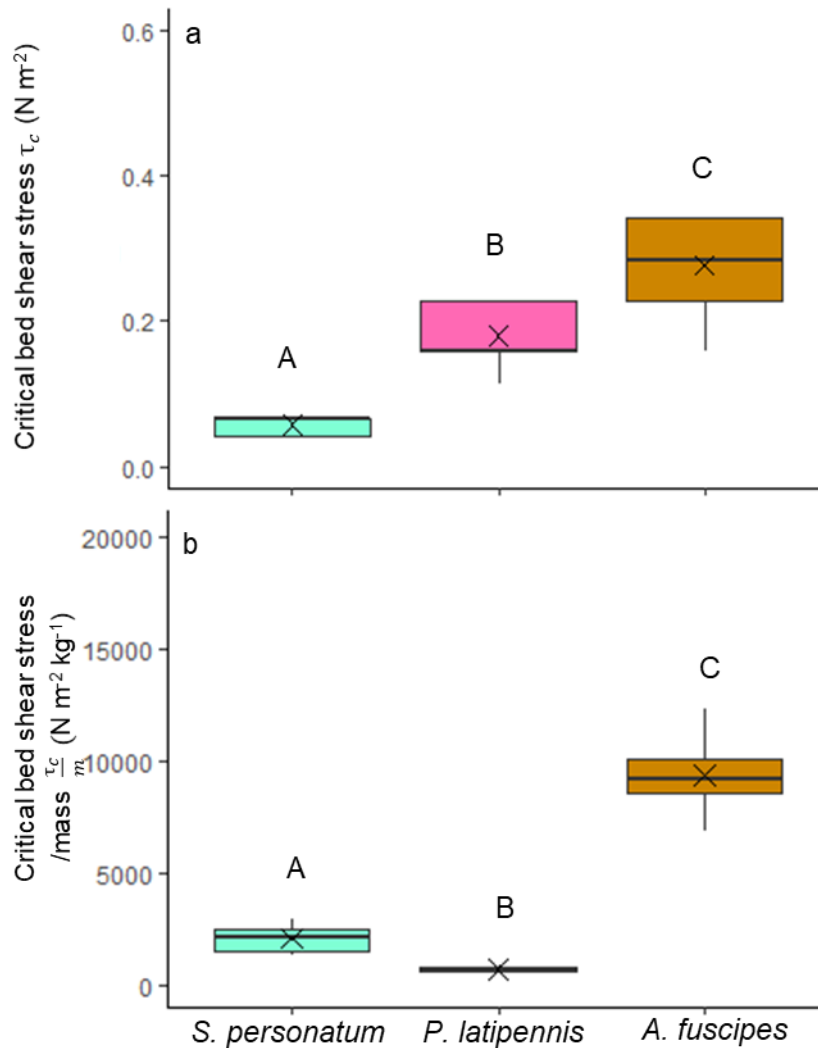 a
Critical bed shear stress τc (N m-2)
0.6
0.4
0.2
0.0
A
B
C
b
Critical bed shear stress
/mass τc/m (N m-2 kg-1)
20000
15000
10000
5000
0
A
B
C
S. personatum P. latipennis A. fuscipes